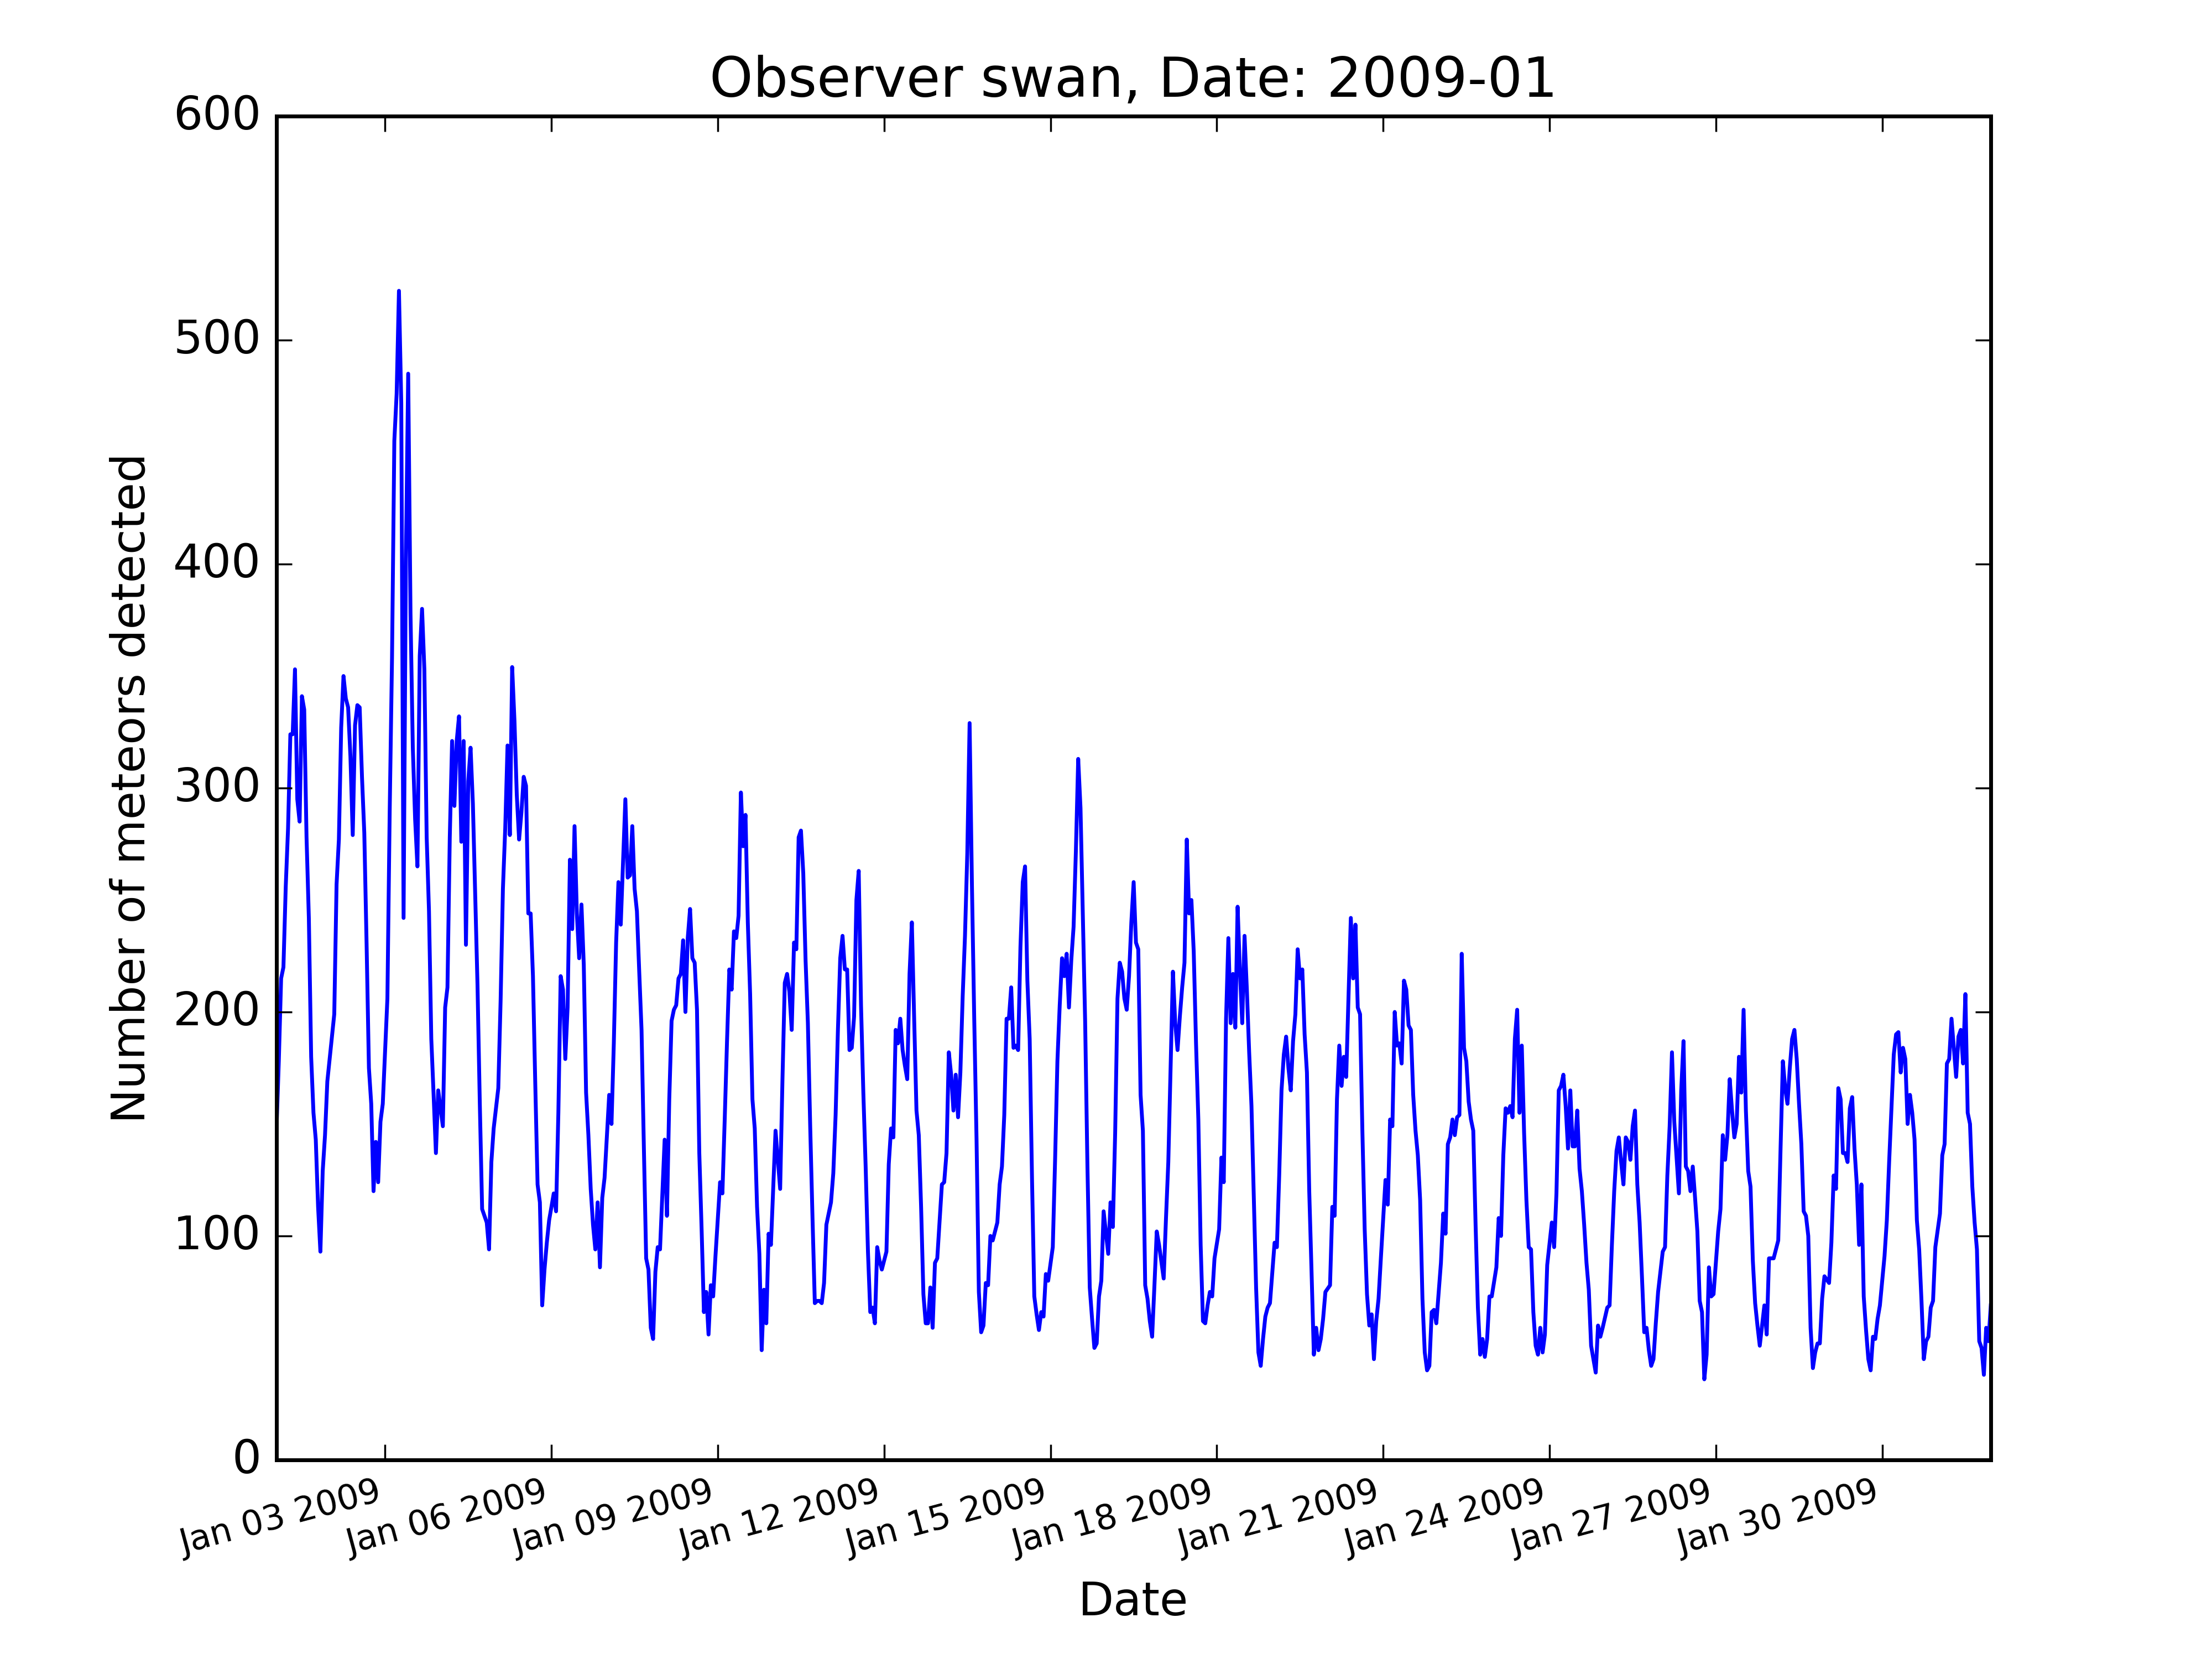 Observer swan, Date: 2009-01
600
500
400
300
200
100
0
Number of meteors detected
Jan 03 2009
Jan 06 2009
Jan 09 2009
Jan 12 2009
Jan 15 2009
Jan 18 2009
Jan 21 2009
Jan 24 2009
Jan 27 2009
Jan 30 2009
Date